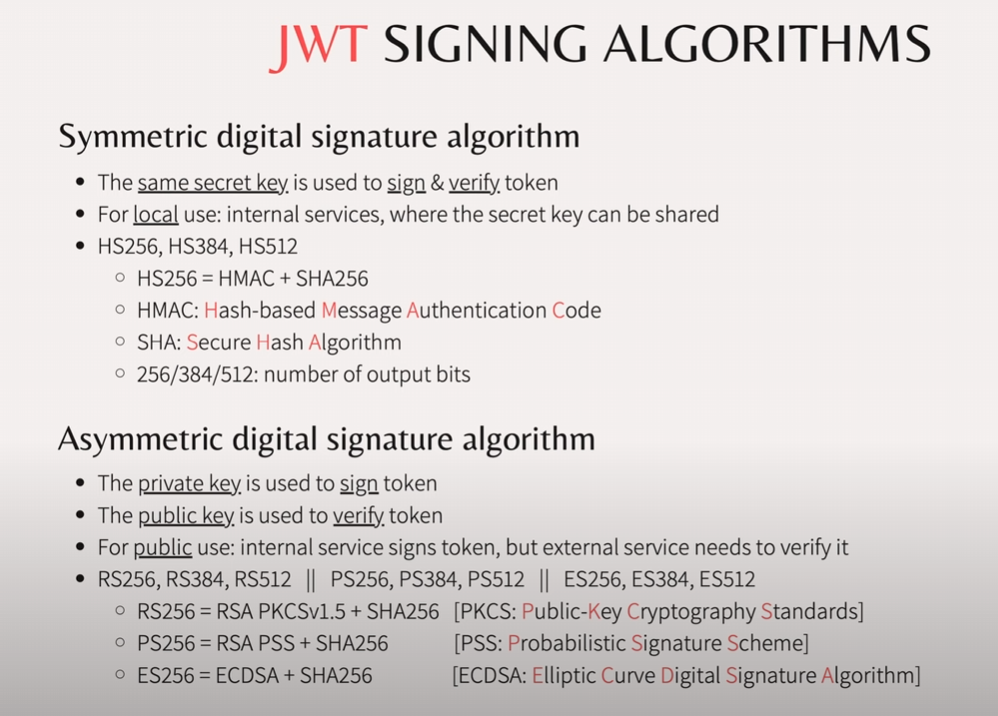 JWT SIGNING ALGORITHMS
Symmetric digital signature algorithm
• The same secret key is used to sign & verify token
• For local use: internal services, where the secret key can be shared
• HS256, HS384, HS512
○ HS256 = HMAC + SHA256
○ HMAC: Hash-based Message Authentication Code
○ SHA: Secure Hash Algorithm
○ 256/384/512: number of output bits
Asymmetric digital signature algorithm
• The private key is used to sign token
• The public key is used to verify token
• For public use: internal service signs token, but external service needs to verify it
• RS256, RS384, RS512 || PS256, PS384, PS512 || ES256, ES384, ES512
○ RS256 = RSA PKCSv1.5 + SHA256 [PKCS: Public-Key Cryptography Standards]
○ PS256 = RSA PSS + SHA256 [PSS: Probabilistic Signature Scheme]
○ ES256 = ECDSA + SHA256 [ECDSA: Elliptic Curve Digital Signature Algorithm]